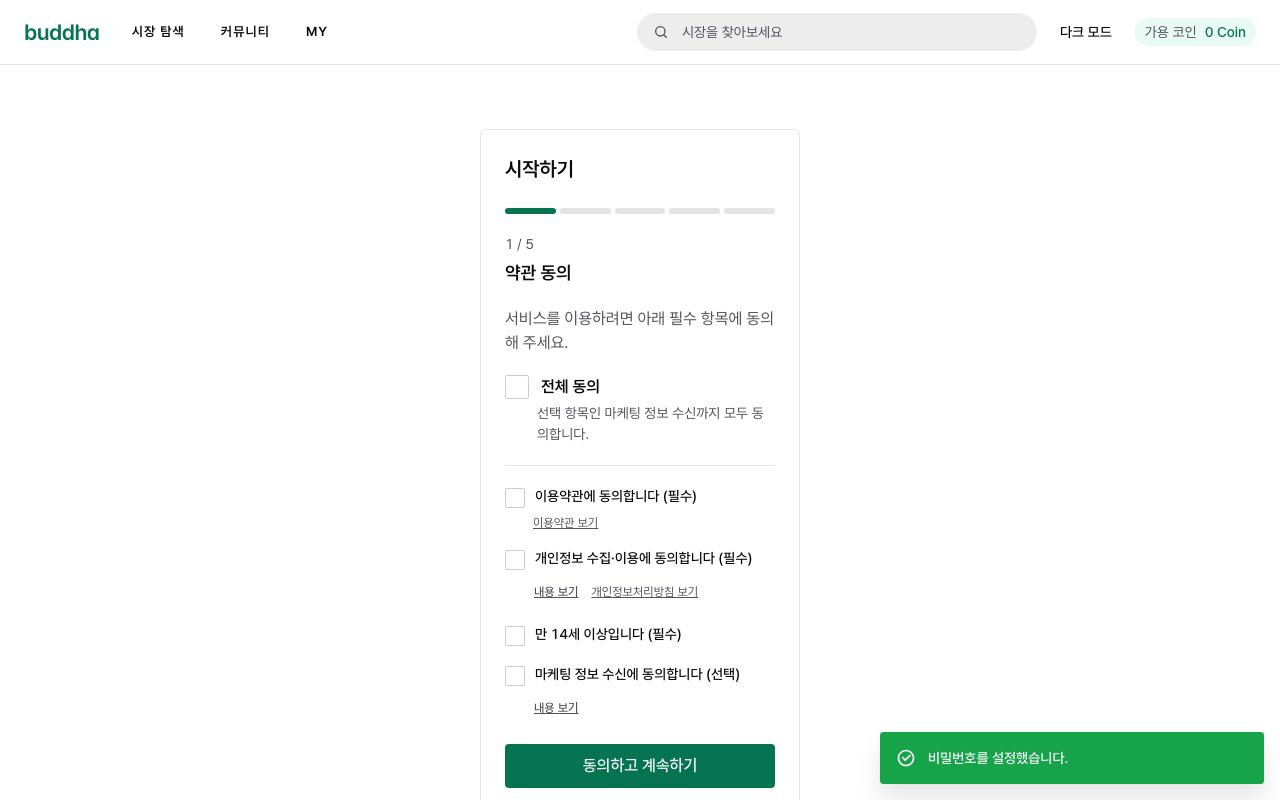 buddha
시장 탐색
커뮤니티
MY
시장을 찾아보세요
다크 모드
가용 코인 0 Coin
시작하기
1 / 5
약관 동의
서비스를 이용하려면 아래 필수 항목에 동의
해 주세요.
전체 동의
선택 항목인 마케팅 정보 수신까지 모두 동
의합니다.
이용약관에 동의합니다 (필수)
이용약관 보기
개인정보 수집·이용에 동의합니다 (필수)
내용 보기 개인정보처리방침 보기
만 14세 이상입니다 (필수)
마케팅 정보 수신에 동의합니다 (선택)
내용 보기
동의하고 계속하기
비밀번호를 설정했습니다.